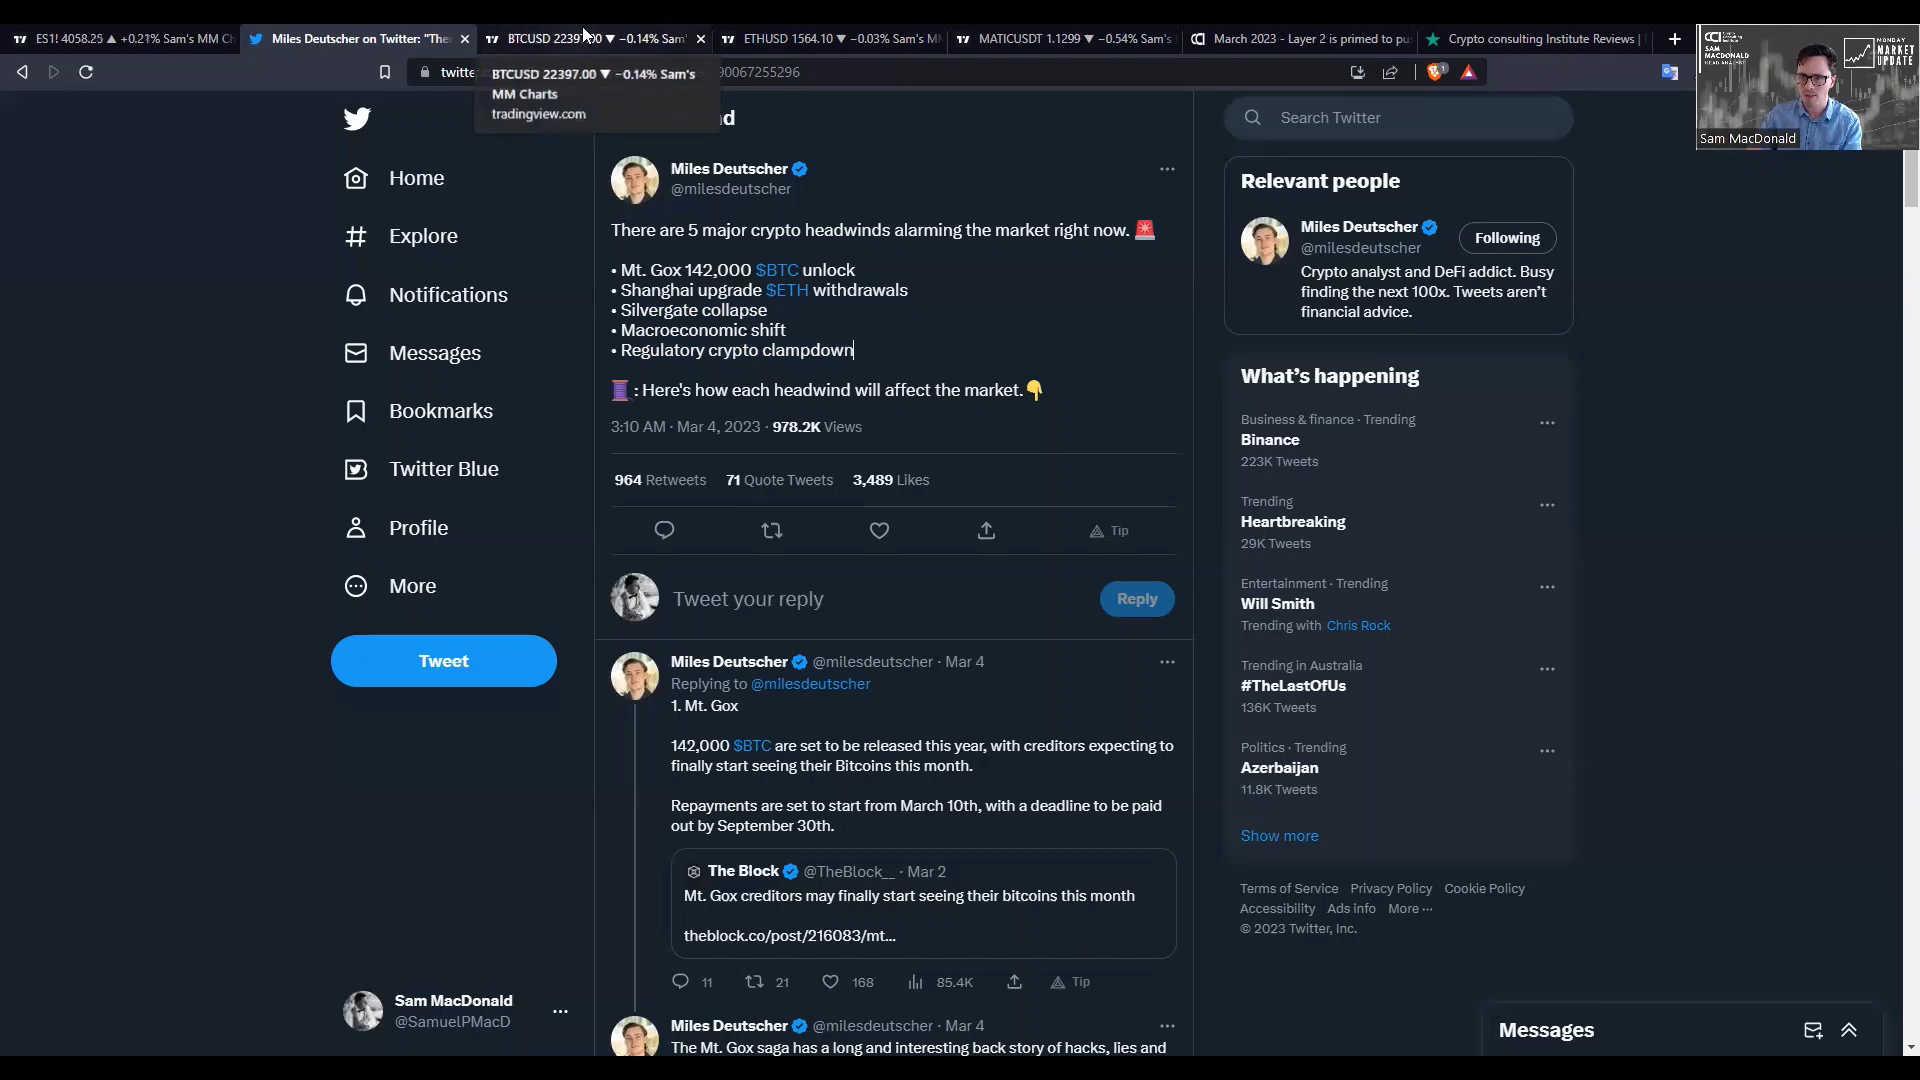 ES1! 4058.25 ▲ +0.21% Sam's MM Ch
Miles Deutscher on Twitter: "The
BTCUSD 22397.00 ▼ −0.14% Sam'
ETHUSD 1564.10 ▼ −0.03% Sam's M
MATICUSDT 1.1299 ▼ −0.54% Sam's
March 2023 - Layer 2 is primed to pu
Crypto consulting Institute Reviews |
90067255296
BTCUSD 22397.00 ▼ −0.14% Sam's
MM Charts
tradingview.com
SAM
MACDONALD
HEAD ANALYST
MONDAY
MARKET
UPDATE
Sam MacDonald
Home
Explore
Notifications
Messages
Bookmarks
Twitter Blue
Profile
More
Tweet
Sam MacDonald
@SamuelPMacD
Miles Deutscher
@milesdeutscher
There are 5 major crypto headwinds alarming the market right now. 🚨
• Mt. Gox 142,000 $BTC unlock
• Shanghai upgrade $ETH withdrawals
• Silvergate collapse
• Macroeconomic shift
• Regulatory crypto clampdown
🧵: Here's how each headwind will affect the market.👇
3:10 AM · Mar 4, 2023 · 978.2K Views
964 Retweets 71 Quote Tweets 3,489 Likes
Tip
Tweet your reply
Reply
Miles Deutscher @milesdeutscher · Mar 4
Replying to @milesdeutscher
1. Mt. Gox
142,000 $BTC are set to be released this year, with creditors expecting to
finally start seeing their Bitcoins this month.
Repayments are set to start from March 10th, with a deadline to be paid
out by September 30th.
The Block @TheBlock__ · Mar 2
Mt. Gox creditors may finally start seeing their bitcoins this month
theblock.co/post/216083/mt...
11 21 168 85.4K Tip
Miles Deutscher @milesdeutscher · Mar 4
The Mt. Gox saga has a long and interesting back story of hacks, lies and
Search Twitter
Relevant people
Miles Deutscher
@milesdeutscher
Following
Crypto analyst and DeFi addict. Busy
finding the next 100x. Tweets aren't
financial advice.
What's happening
Business & finance · Trending
Binance
223K Tweets
Trending
Heartbreaking
29K Tweets
Entertainment · Trending
Will Smith
Trending with Chris Rock
Trending in Australia
#TheLastOfUs
136K Tweets
Politics · Trending
Azerbaijan
11.8K Tweets
Show more
Terms of Service Privacy Policy Cookie Policy
Accessibility Ads info More ···
© 2023 Twitter, Inc.
Messages